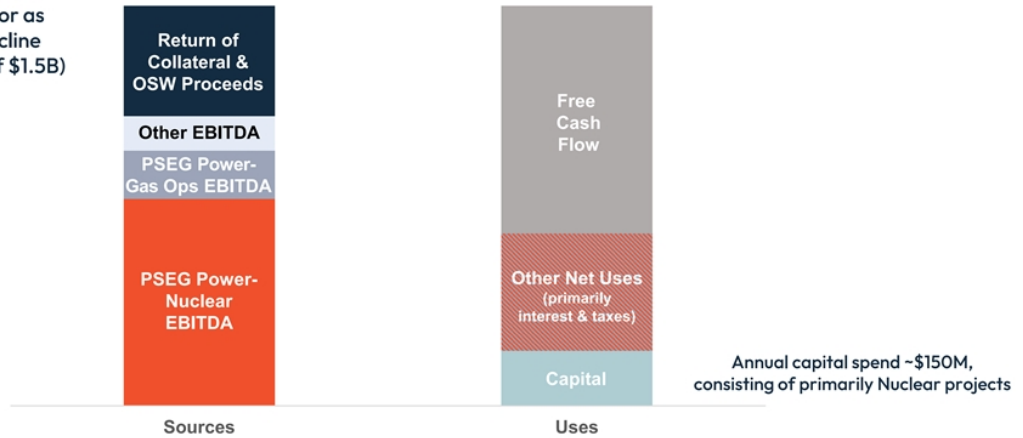 or as
cline
f $1.5B)
Return of
Collateral &
OSW Proceeds
Other EBITDA
PSEG Power-
Gas Ops EBITDA
PSEG Power-
Nuclear
EBITDA
Sources
Free
Cash
Flow
Other Net Uses
(primarily
interest & taxes)
Capital
Uses
Annual capital spend ~$150M,
consisting of primarily Nuclear projects